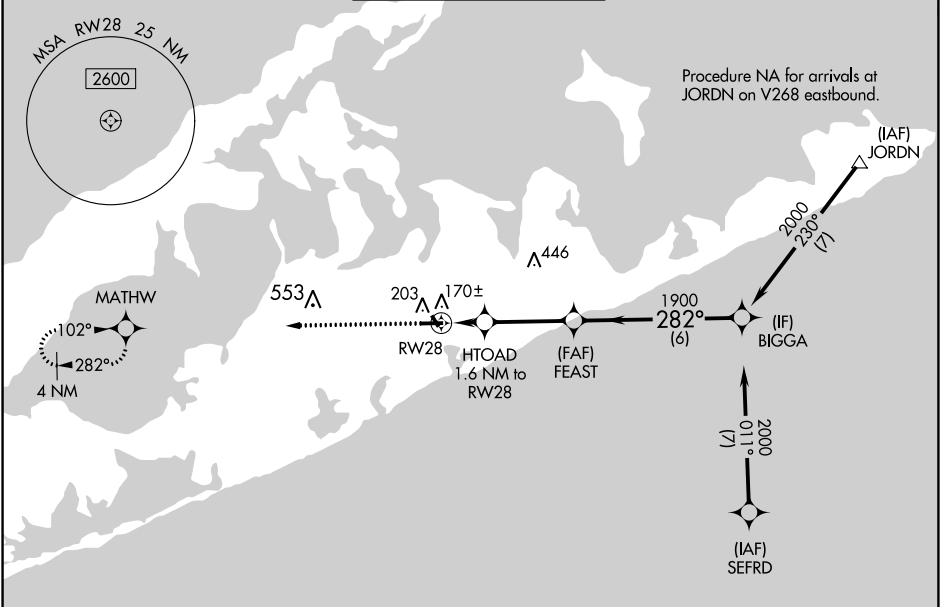 MSA RW28 25 NM
2600
Procedure NA for arrivals at
JORDN on V268 eastbound.
(IAF)
JORDN
2000
230°
(7)
446
553
203
170±
MATHW
102°
282°
4 NM
RW28
HTOAD
1.6 NM to
RW28
(FAF)
FEAST
1900
282°
(6)
(IF)
BIGGA
2000
011°
(7)
(IAF)
SEFRD